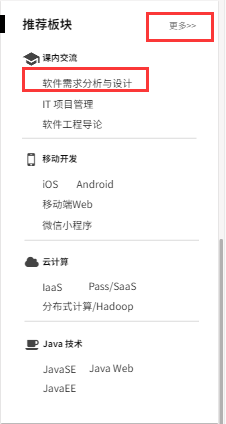 推荐板块 更多>>
课内交流
软件需求分析与设计
IT 项目管理
软件工程导论
移动开发
iOS Android
移动端Web
微信小程序
云计算
IaaS Pass/SaaS
分布式计算/Hadoop
Java 技术
JavaSE Java Web
JavaEE